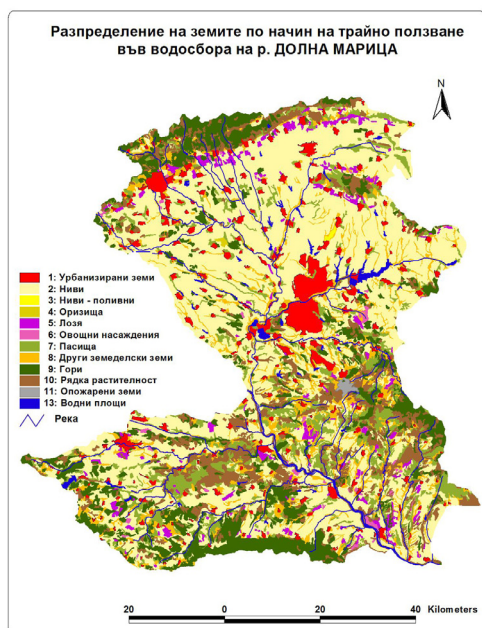 Разпределение на земите по начин на трайно ползване
във водосбора на р. ДОЛНА МАРИЦА
N
1: Урбанизирани земи
2: Ниви
3: Ниви - поливни
4: Оризища
5: Лозя
6: Овощни насаждения
7: Пасища
8: Други земеделски земи
9: Гори
10: Рядка растителност
11: Опожарени земи
13: Водни площи
Река
20 0 20 40 Kilometers